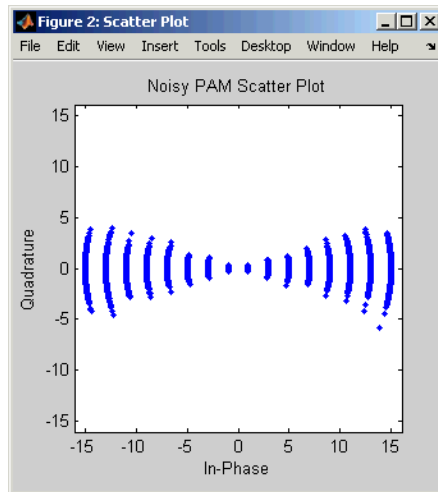 Figure 2: Scatter Plot
File Edit View Insert Tools Desktop Window Help
Noisy PAM Scatter Plot
15
10
5
0
-5
-10
-15
Quadrature
-15 -10 -5 0 5 10 15
In-Phase